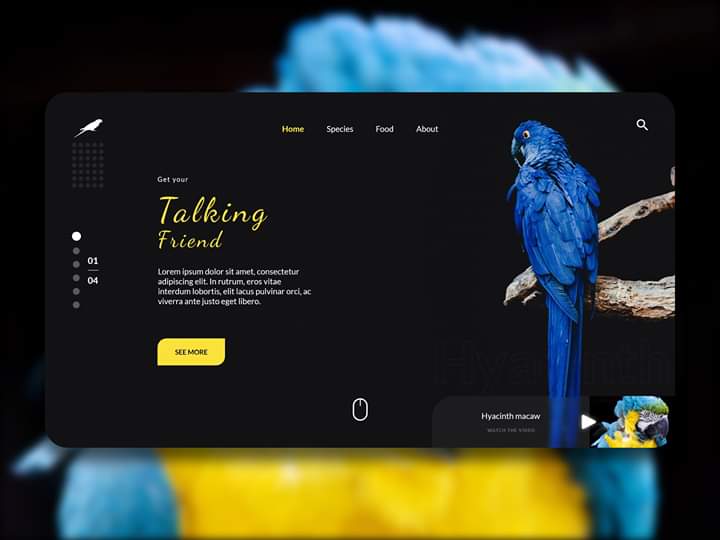 Home Species Food About
Get your
Talking
Friend
01
04
Lorem ipsum dolor sit amet, consectetur
adipiscing elit. In rutrum, eros vitae
interdum lobortis, elit lacus pulvinar orci, ac
viverra ante justo eget libero.
SEE MORE
Hyacinth
Hyacinth macaw
WATCH THE VIDEO